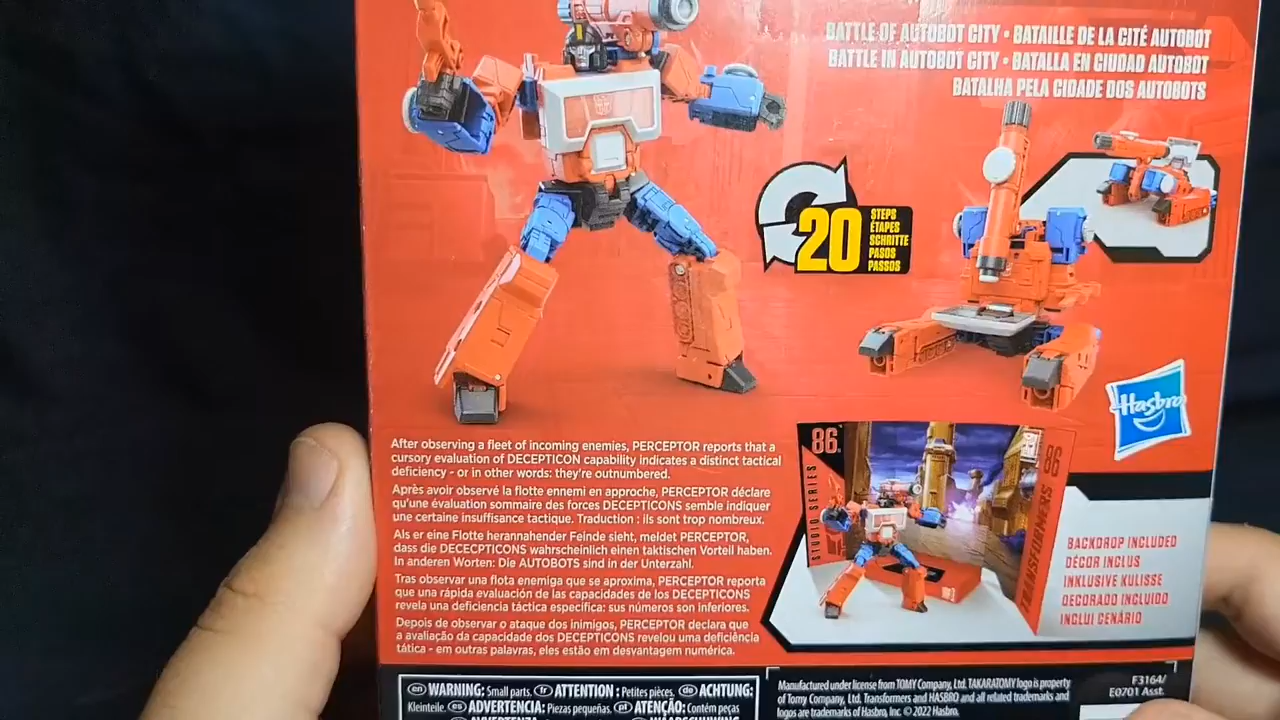 BATTLE OF AUTOBOT CITY • BATAILLE DE LA CITÉ AUTOBOT
BATTLE IN AUTOBOT CITY • BATALLA EN CIUDAD AUTOBOT
BATALHA PELA CIDADE DOS AUTOBOTS
20
STEPS
ÉTAPES
SCHRITTE
PASOS
PASSOS
Hasbro
After observing a fleet of incoming enemies, PERCEPTOR reports that a
cursory evaluation of DECEPTICON capability indicates a distinct tactical
deficiency - or in other words: they're outnumbered.
Après avoir observé la flotte ennemi en approche, PERCEPTOR déclare
qu'une évaluation sommaire des forces DECEPTICONS semble indiquer
une certaine insuffisance tactique. Traduction : ils sont trop nombreux.
Als er eine Flotte herannahender Feinde sieht, meldet PERCEPTOR,
dass die DECECPTICONS wahrscheinlich einen taktischen Vorteil haben.
In anderen Worten: Die AUTOBOTS sind in der Unterzahl.
Tras observar una flota enemiga que se aproxima, PERCEPTOR reporta
que una rápida evaluación de las capacidades de los DECEPTICONS
revela una deficiencia táctica específica: sus números son inferiores.
Depois de observar o ataque dos inimigos, PERCEPTOR declara que
a avaliação da capacidade dos DECEPTICONS revelou uma deficiência
tática - em outras palavras, eles estão em desvantagem numérica.
86
STUDIO SERIES
86
TRANSFORMERS
BACKDROP INCLUDED
DÉCOR INCLUS
INKLUSIVE KULISSE
DECORADO INCLUIDO
INCLUI CENÁRIO
en WARNING: Small parts. fr ATTENTION : Petites pièces. de ACHTUNG:
Kleinteile. es ADVERTENCIA: Piezas pequeñas. pt ATENÇÃO: Contém peças
Manufactured under license from TOMY Company, Ltd. TAKARATOMY logo is property
of Tomy Company, Ltd. Transformers and HASBRO and all related trademarks and
logos are trademarks of Hasbro, Inc. © 2022 Hasbro.
F3164/
E0701 Asst.